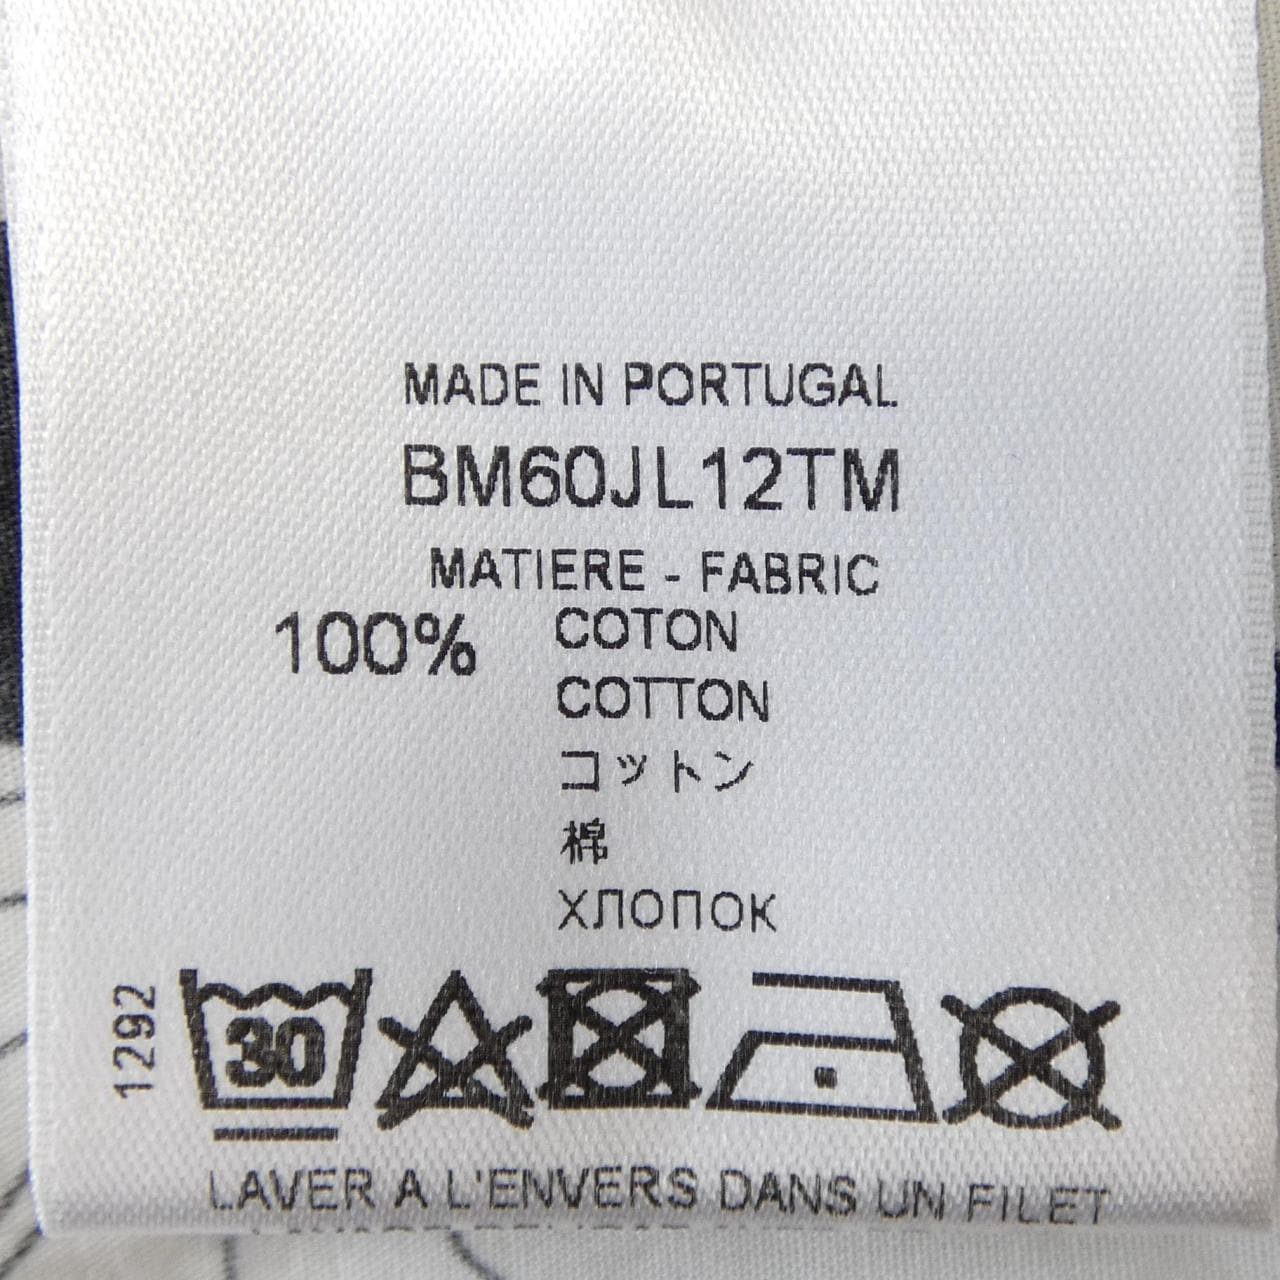 MADE IN PORTUGAL
BM60JL12TM
MATIERE - FABRIC
100% COTON
COTTON
コットン
棉
ХЛОПОК
1292
30
LAVER A L'ENVERS DANS UN FILET